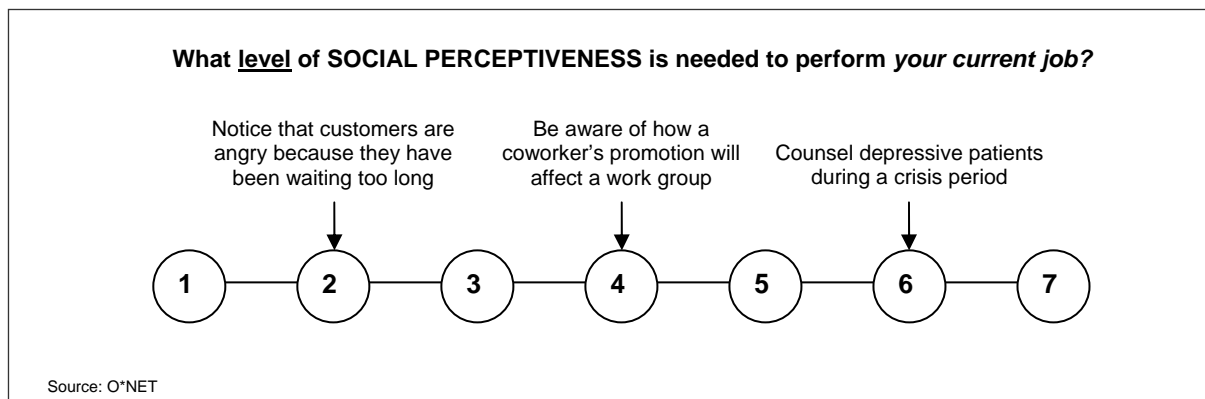 What level of SOCIAL PERCEPTIVENESS is needed to perform your current job?
Notice that customers are
angry because they have
been waiting too long
Be aware of how a
coworker's promotion will
affect a work group
Counsel depressive patients
during a crisis period
1 2 3 4 5 6 7
Source: O*NET